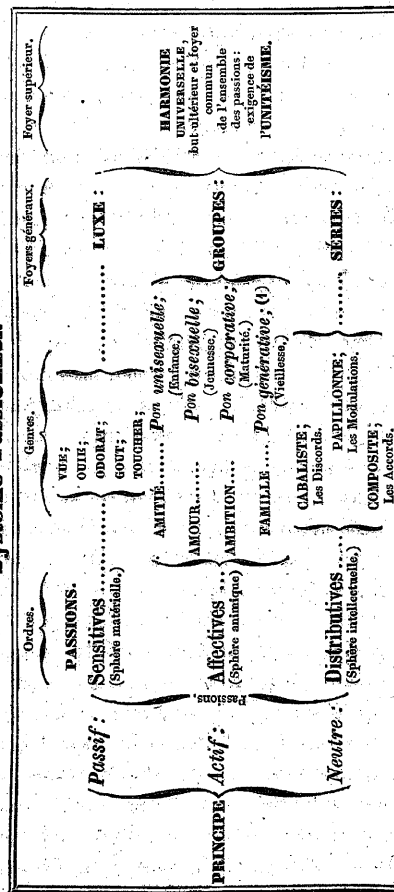 Ordres.
Genres.
Foyers généraux.
Foyer supérieur.
PRINCIPE
Passif :
Actif :
Neutre :
Passions,
PASSIONS.
Sensitives
(Sphère matérielle.)
VUE ;
OUIE ;
ODORAT ;
GOUT ;
TOUCHER ;
LUXE :
Affectives ...
(Sphère animique)
AMITIÉ....... Pon unisexuelle ;
(Enfance.)
AMOUR....... Pon bisexuelle ;
(Jeunesse.)
AMBITION.... Pon corporative ;
(Maturité.)
FAMILLE ..... Pon générative ; (1)
(Vieillesse.)
GROUPES :
Distributives .....
(Sphère intellectuelle.)
CABALISTE ;
Les Discords.
PAPILLONNE ;
Les Modulations.
COMPOSITE ;
Les Accords.
SÉRIES :
HARMONIE
UNIVERSELLE,
but ultérieur et foyer
commun
de l'ensemble
des passions :
exigence de
l'UNITÉISME.